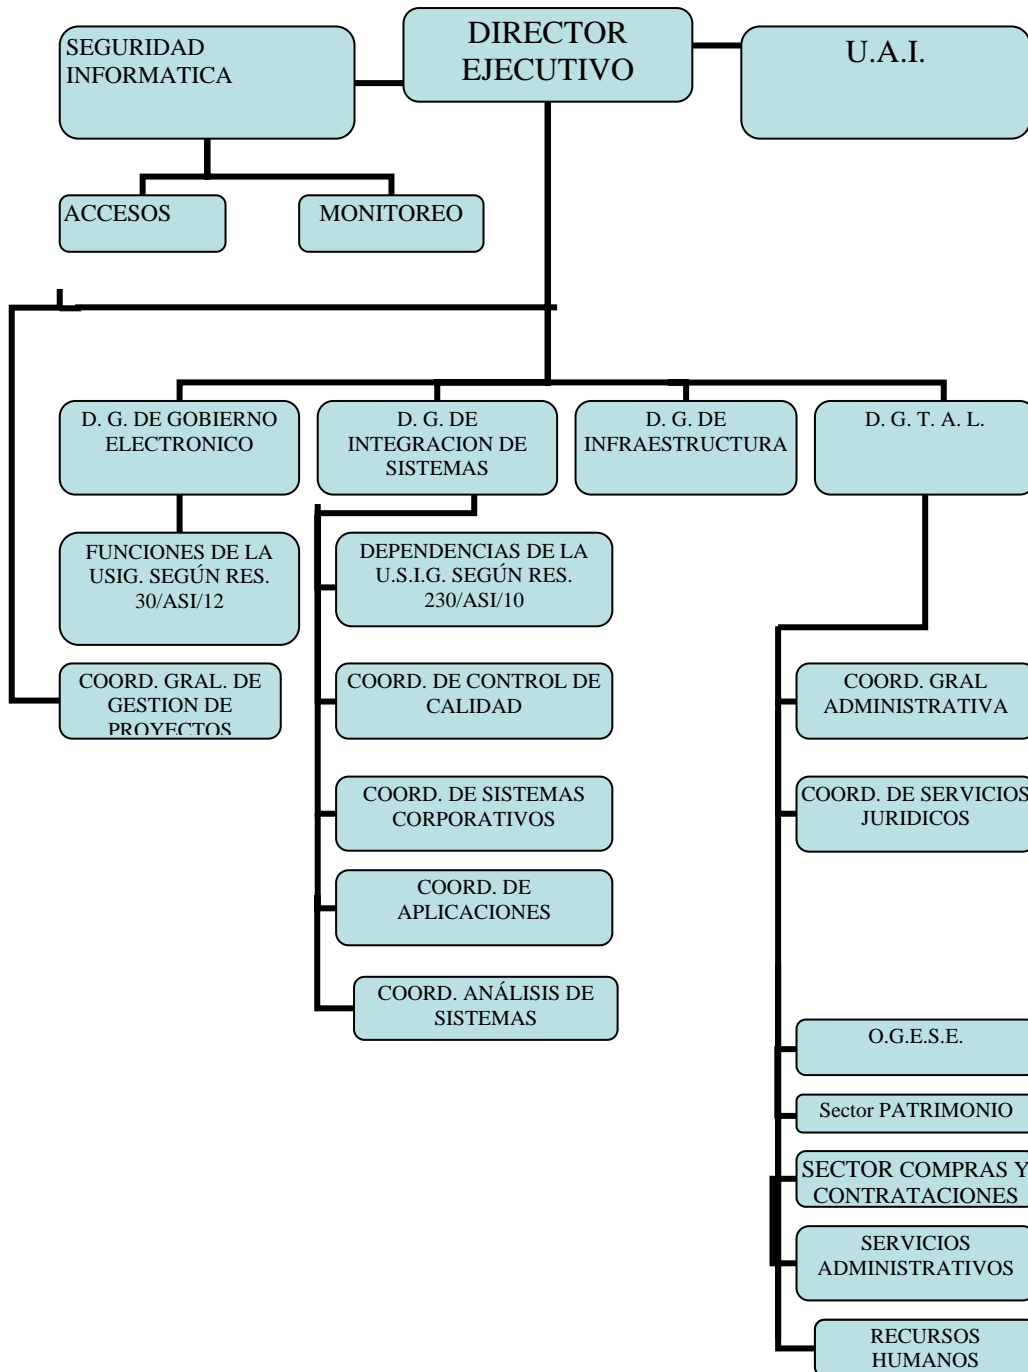 SEGURIDAD
INFORMATICA
DIRECTOR
EJECUTIVO
U.A.I.
ACCESOS
MONITOREO
D. G. DE GOBIERNO
ELECTRONICO
D. G. DE
INTEGRACION DE
SISTEMAS
D. G. DE
INFRAESTRUCTURA
D. G. T. A. L.
FUNCIONES DE LA
USIG. SEGÚN RES.
30/ASI/12
DEPENDENCIAS DE LA
U.S.I.G. SEGÚN RES.
230/ASI/10
COORD. GRAL. DE
GESTION DE
PROYECTOS
COORD. DE CONTROL DE
CALIDAD
COORD. GRAL
ADMINISTRATIVA
COORD. DE SISTEMAS
CORPORATIVOS
COORD. DE SERVICIOS
JURIDICOS
COORD. DE
APLICACIONES
COORD. ANÁLISIS DE
SISTEMAS
O.G.E.S.E.
Sector PATRIMONIO
SECTOR COMPRAS Y
CONTRATACIONES
SERVICIOS
ADMINISTRATIVOS
RECURSOS
HUMANOS